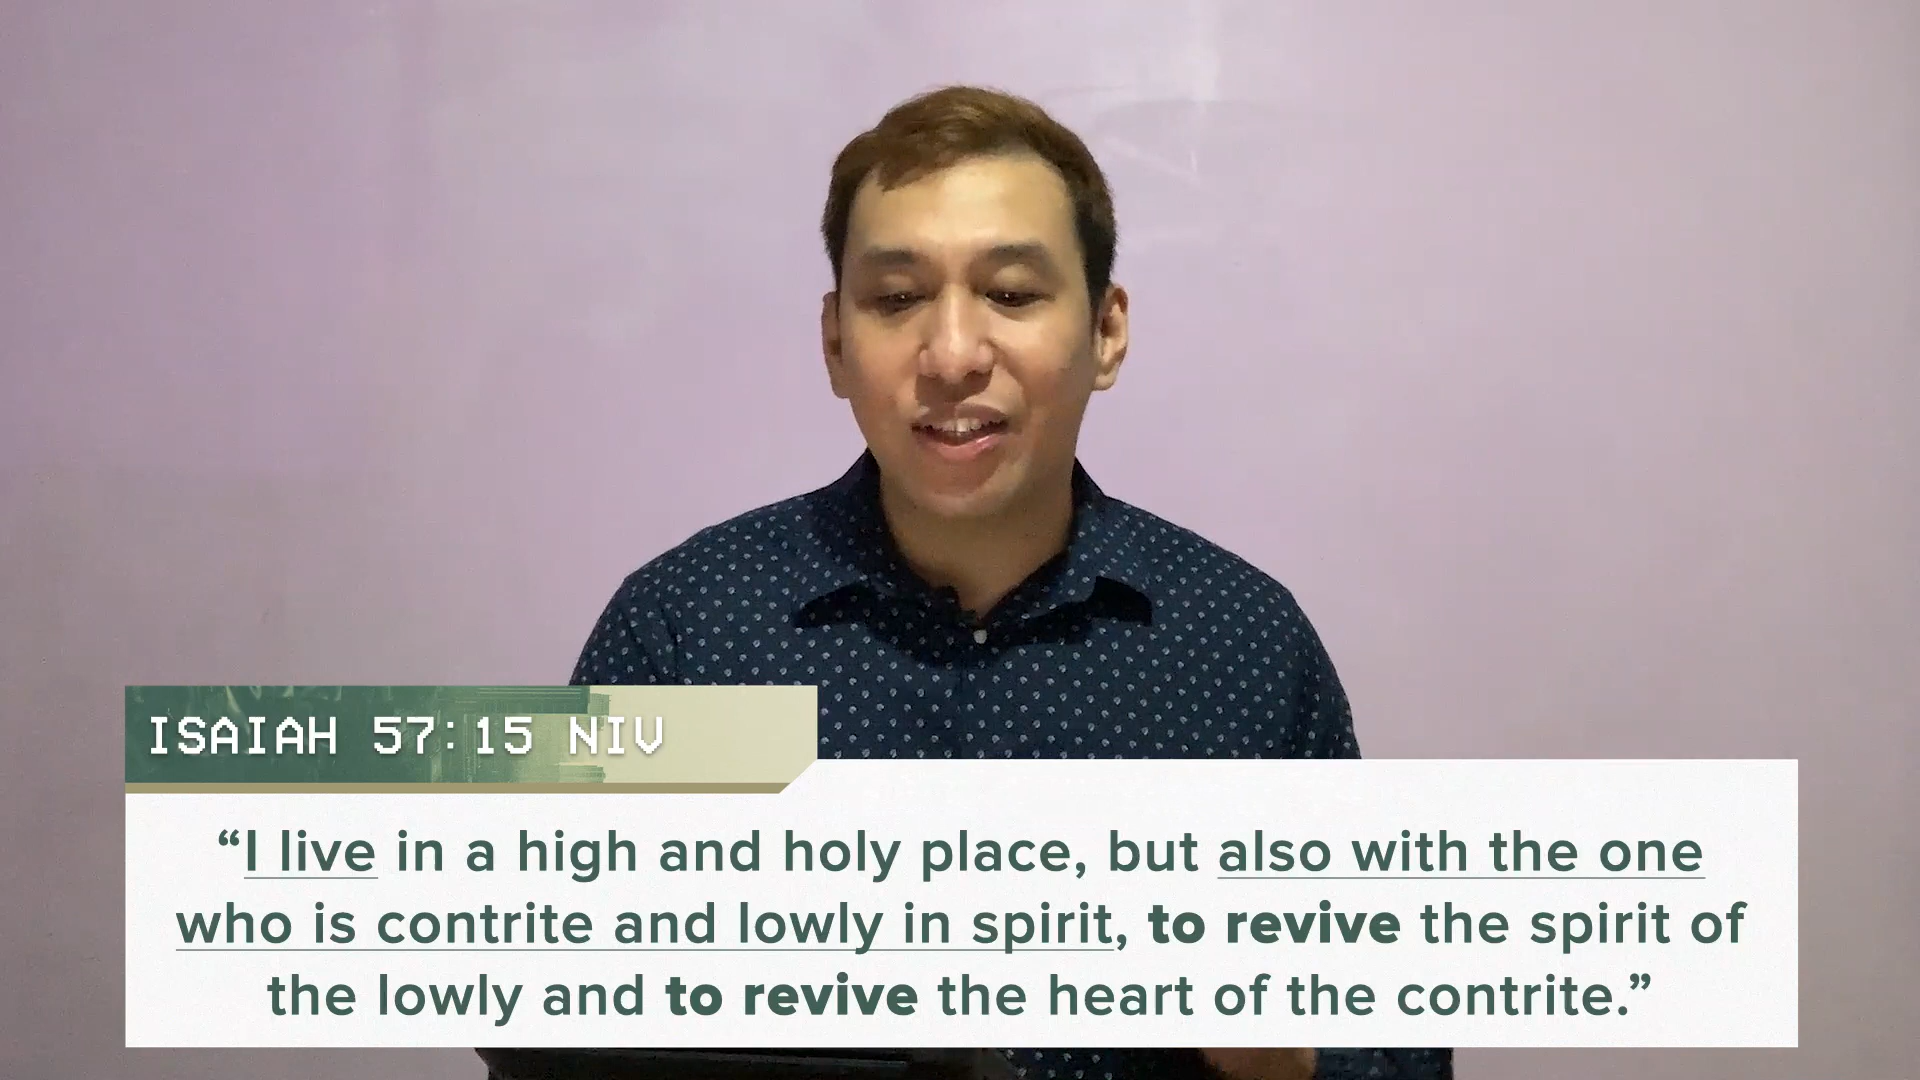 ISAIAH 57:15 NIV
“I live in a high and holy place, but also with the one
who is contrite and lowly in spirit, to revive the spirit of
the lowly and to revive the heart of the contrite.”